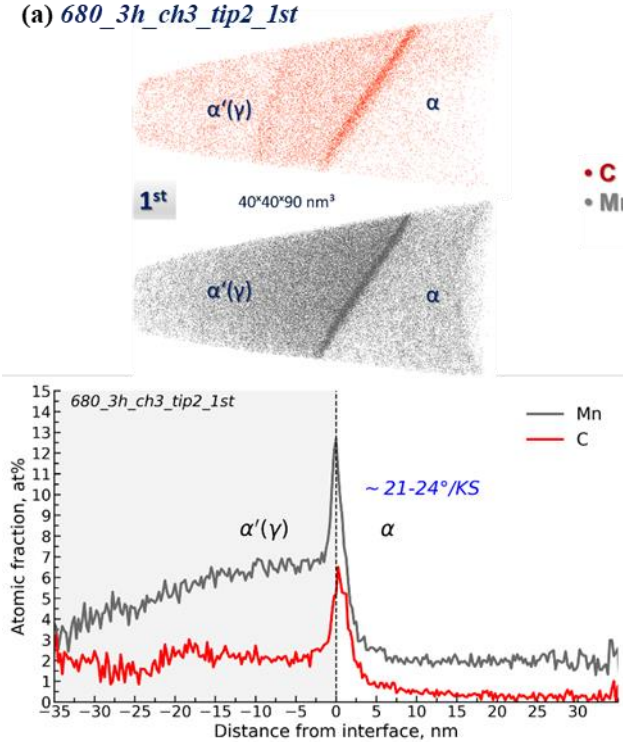 (a) 680_3h_ch3_tip2_1st
α′(γ)
α
• C
1st
40×40×90 nm³
α′(γ)
α
680_3h_ch3_tip2_1st
Mn
C
~ 21-24°/KS
α′(γ)
α
Atomic fraction, at%
15
14
13
12
11
10
9
8
7
6
5
4
3
2
1
0
−35 −30 −25 −20 −15 −10 −5 0 5 10 15 20 25 30
Distance from interface, nm